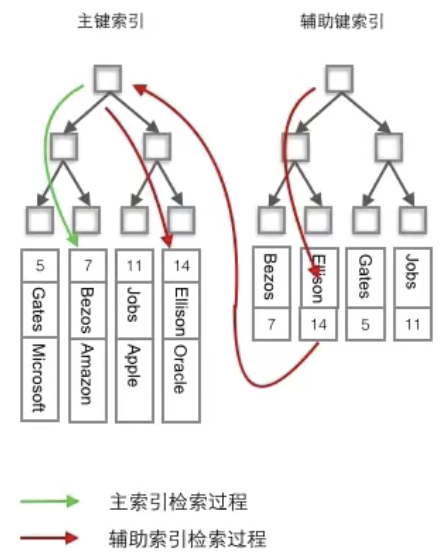 主键索引
辅助键索引
5
Gates
Microsoft
7
Bezos
Amazon
11
Jobs
Apple
14
Ellison
Oracle
Bezos
7
Ellison
14
Gates
5
Jobs
11
主索引检索过程
辅助索引检索过程